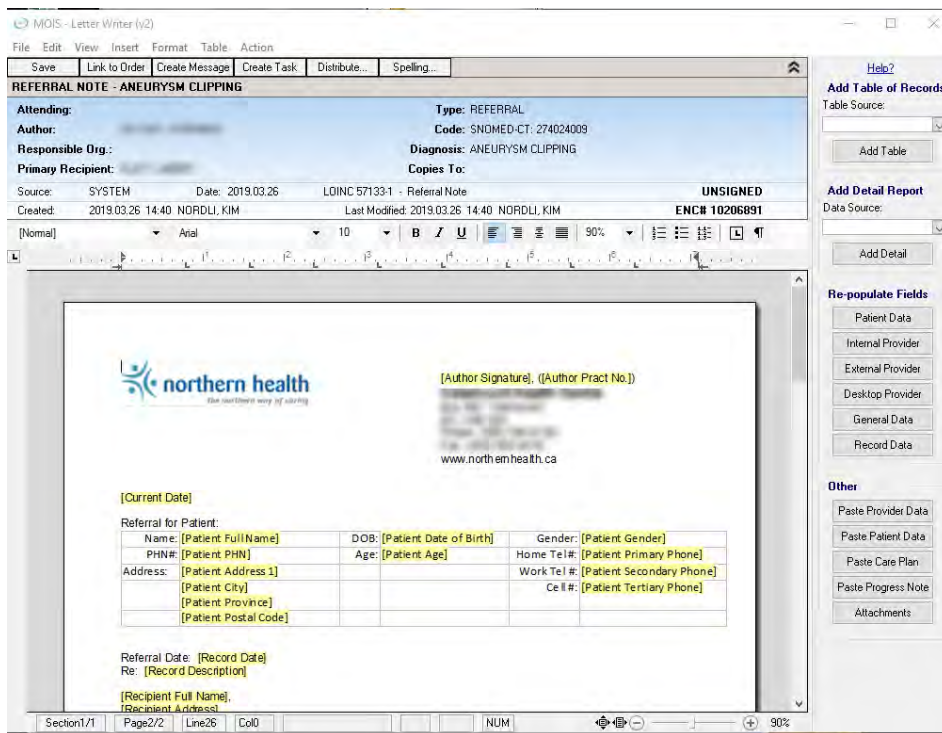 MOIS - Letter Writer (v2)
File Edit View Insert Format Table Action
Save Link to Order Create Message Create Task Distribute... Spelling...
REFERRAL NOTE - ANEURYSM CLIPPING
Attending: Type: REFERRAL
Author: Code: SNOMED-CT: 274024009
Responsible Org.: Diagnosis: ANEURYSM CLIPPING
Primary Recipient: Copies To:
Source: SYSTEM Date: 2019.03.26 LOINC 57133-1 - Referral Note UNSIGNED
Created: 2019.03.26 14:40 NORDLI, KIM Last Modified: 2019.03.26 14:40 NORDLI, KIM ENC# 10206891
[Normal] Arial 10 B I U 90% L ¶
L 1 2 3 4 5 6 7
northern health
the northern way of caring
[Author Signature], ([Author Pract No.])
www.northernhealth.ca
[Current Date]
Referral for Patient:
Name: [Patient Full Name] DOB: [Patient Date of Birth] Gender: [Patient Gender]
PHN#: [Patient PHN] Age: [Patient Age] Home Tel#: [Patient Primary Phone]
Address: [Patient Address 1] Work Tel #: [Patient Secondary Phone]
[Patient City] Cell#: [Patient Tertiary Phone]
[Patient Province]
[Patient Postal Code]
Referral Date: [Record Date]
Re: [Record Description]
[Recipient Full Name],
[Recipient Address]
Section1/1 Page2/2 Line26 Col0 NUM 90%
Help?
Add Table of Records
Table Source:
Add Table
Add Detail Report
Data Source:
Add Detail
Re-populate Fields
Patient Data
Internal Provider
External Provider
Desktop Provider
General Data
Record Data
Other
Paste Provider Data
Paste Patient Data
Paste Care Plan
Paste Progress Note
Attachments